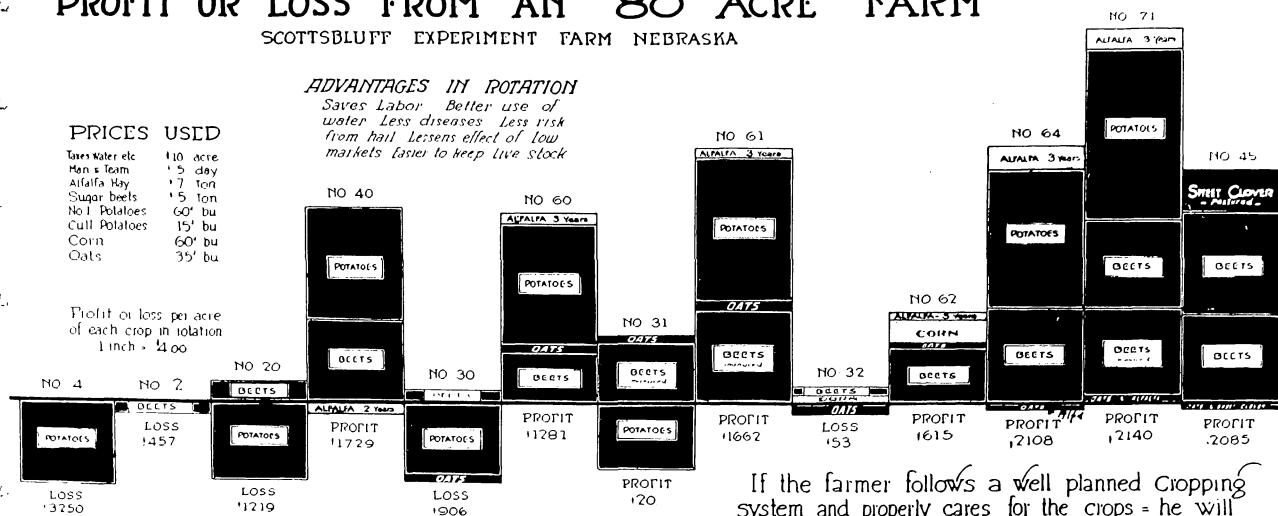 PROFIT OR LOSS FROM AN 80 ACRE FARM
SCOTTSBLUFF EXPERIMENT FARM NEBRASKA
ADVANTAGES IN ROTATION
Saves Labor Better use of
water Less diseases Less risk
from hail Lessens effect of low
markets Easier to keep live stock
PRICES USED
Taxes Water etc $10 acre
Man & Team $5 day
Alfalfa Hay $7 Ton
Sugar beets $5 Ton
No 1 Potatoes 60¢ bu
Cull Potatoes 15¢ bu
Corn 60¢ bu
Oats 35¢ bu
Profit or loss per acre
of each crop in rotation
1 inch = $400
NO 4
POTATOES
LOSS
$3250
NO 2
BEETS
LOSS
$457
NO 20
BEETS
POTATOES
LOSS
$1219
NO 40
POTATOES
BEETS
ALFALFA 2 Years
PROFIT
$1729
NO 30
POTATOES
OATS
LOSS
$906
NO 60
ALFALFA 3 Years
POTATOES
OATS
BEETS
PROFIT
$1281
NO 31
OATS
BEETS
POTATOES
PROFIT
$20
NO 61
ALFALFA 3 Years
POTATOES
OATS
BEETS
PROFIT
$1662
NO 32
BEETS
OATS
LOSS
$53
NO 62
ALFALFA 3 Years
CORN
OATS
BEETS
PROFIT
$615
NO 64
ALFALFA 3 Years
POTATOES
BEETS
OATS
PROFIT
$2108
NO 71
ALFALFA 3 Years
POTATOES
BEETS
BEETS
PROFIT
$2140
NO 45
SWEET CLOVER
- Pastured -
BEETS
BEETS
PROFIT
$2085
If the farmer follows a well planned Cropping
system and properly cares for the crops = he will